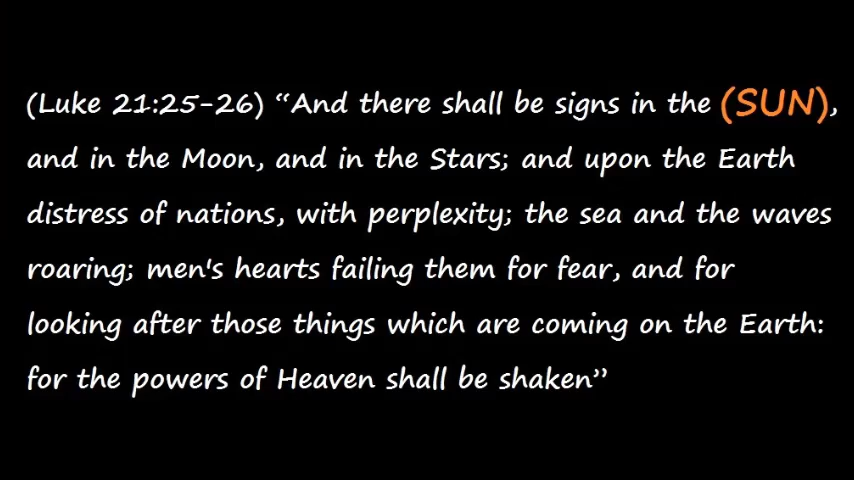 (Luke 21:25-26) “And there shall be signs in the (SUN),
and in the Moon, and in the Stars; and upon the Earth
distress of nations, with perplexity; the sea and the waves
roaring; men's hearts failing them for fear, and for
looking after those things which are coming on the Earth:
for the powers of Heaven shall be shaken”